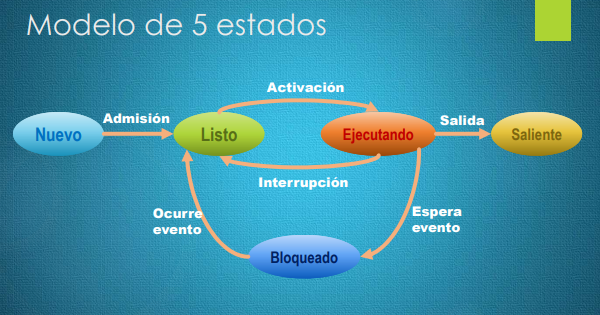 Modelo de 5 estados
Activación
Admisión
Salida
Nuevo
Listo
Ejecutando
Saliente
Interrupción
Ocurre
evento
Espera
evento
Bloqueado